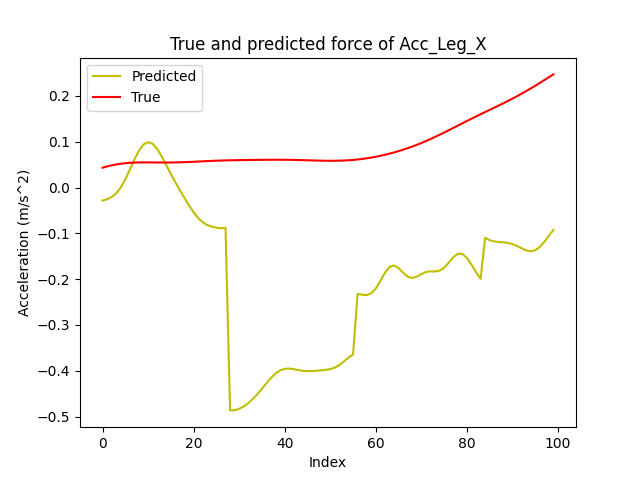 True and predicted force of Acc_Leg_X
Predicted
True
Acceleration (m/s^2)
0.2
0.1
0.0
−0.1
−0.2
−0.3
−0.4
−0.5
0 20 40 60 80 100
Index